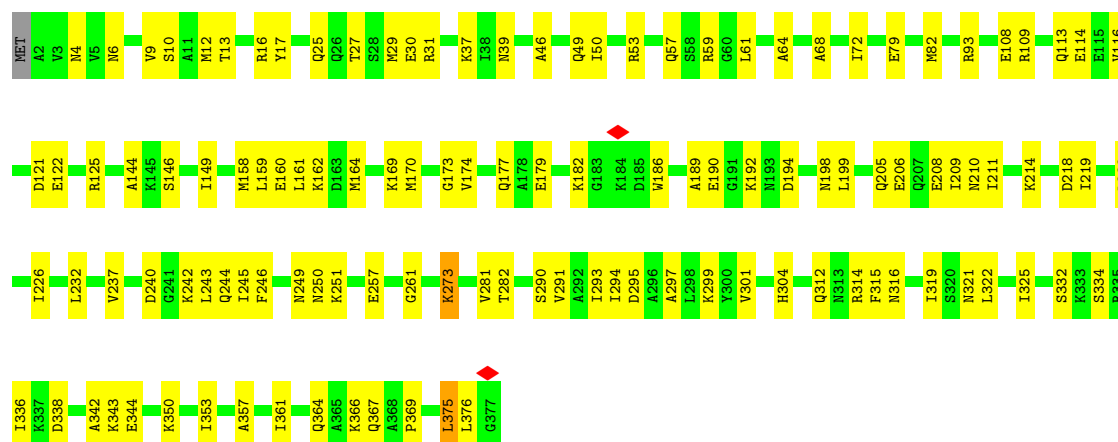 MET A2 V3 N4 V5 N6 V9 S10 A11 M12 T13 R16 Y17 Q25 Q26 T27 S28 M29 E30 R31 K37 I38 N39 A46 Q49 I50 R53 Q57 S58 R59 G60 L61 A64 A68 I72 E79 M82 R93 E108 R109 Q113 E114 E115 V116
D121 E122 R125 A144 K145 S146 I149 M158 L159 E160 L161 K162 D163 M164 K169 M170 G173 V174 Q177 A178 E179 K182 G183 K184 D185 W186 A189 E190 G191 K192 N193 D194 N198 L199 Q205 E206 Q207 E208 I209 N210 I211 K214 D218 I219
I226 L232 V237 D240 G241 K242 L243 Q244 I245 F246 N249 N250 K251 E257 G261 K273 V281 T282 S290 V291 A292 I293 I294 D295 A296 A297 L298 K299 Y300 V301 H304 Q312 N313 R314 F315 N316 I319 S320 N321 L322 I325 S332 K333 S334
I336 K337 D338 A342 K343 E344 K350 I353 A357 I361 Q364 A365 K366 Q367 A368 P369 L375 L376 G377